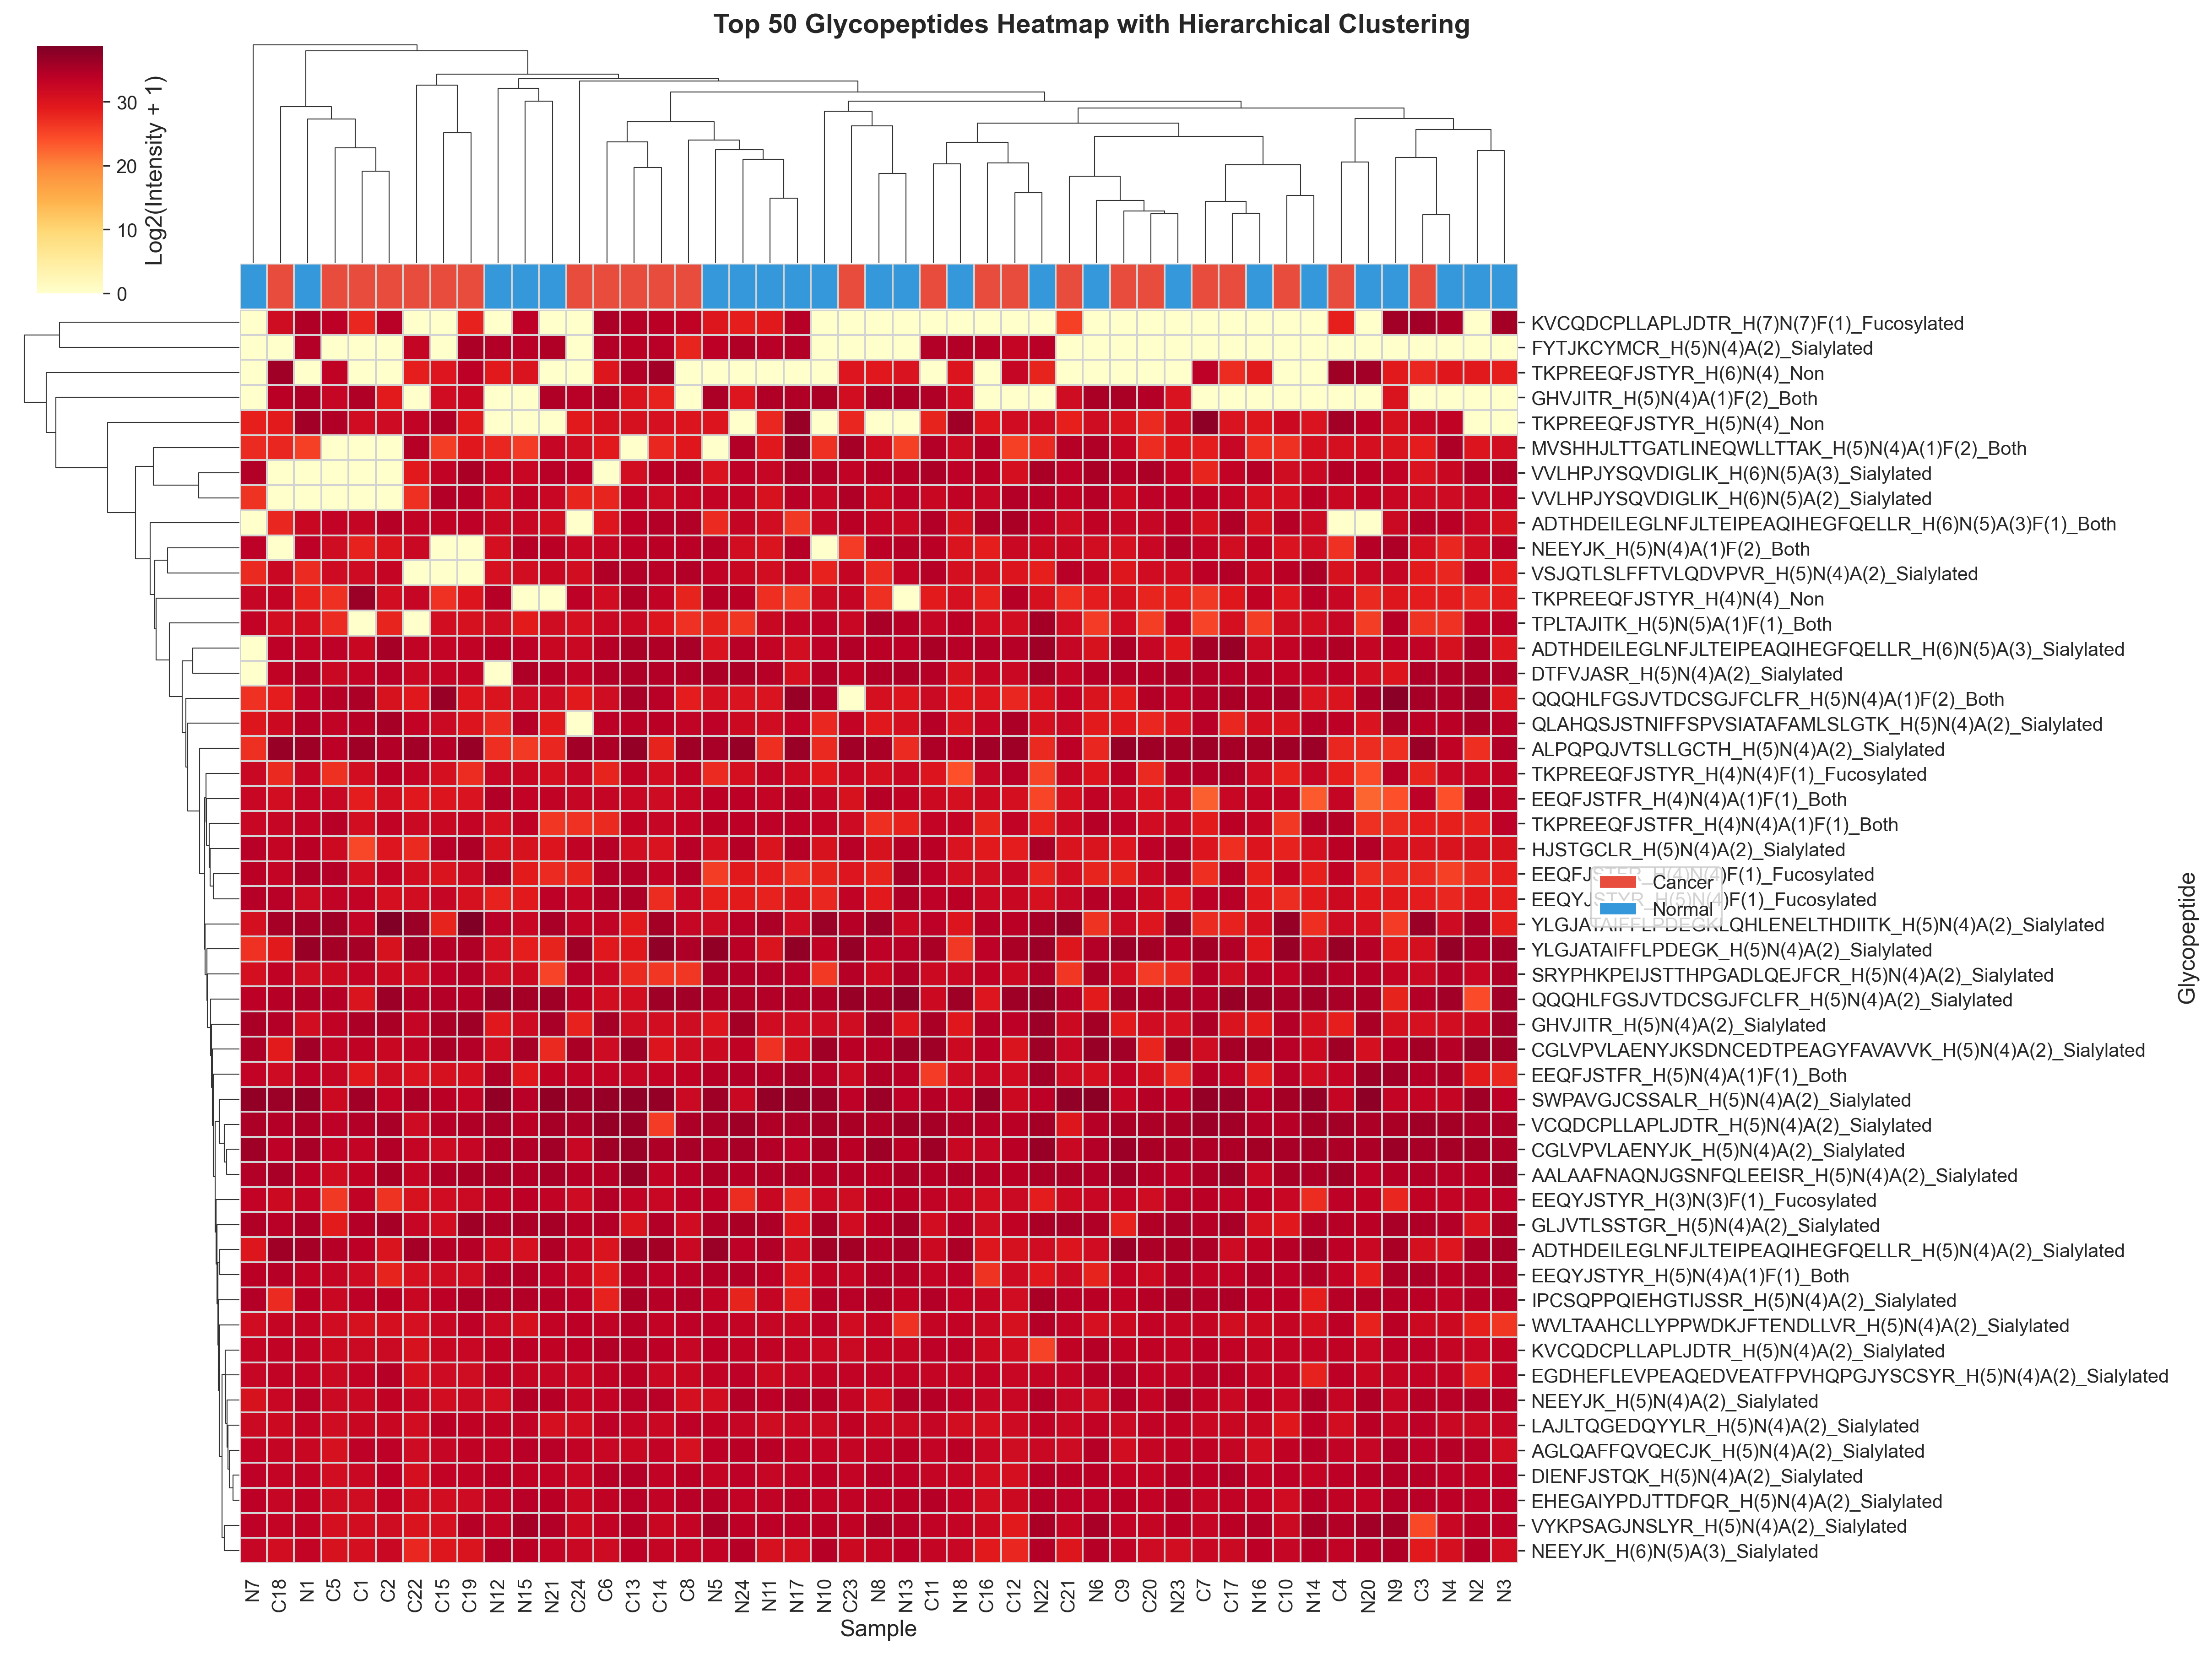 Top 50 Glycopeptides Heatmap with Hierarchical Clustering
30
20
10
0
Log2(Intensity + 1)
KVCQDCPLLAPLJDTR_H(7)N(7)F(1)_Fucosylated
FYTJKCYMCR_H(5)N(4)A(2)_Sialylated
TKPREEQFJSTYR_H(6)N(4)_Non
GHVJITR_H(5)N(4)A(1)F(2)_Both
TKPREEQFJSTYR_H(5)N(4)_Non
MVSHHJLTTGATLINEQWLLTTAK_H(5)N(4)A(1)F(2)_Both
VVLHPJYSQVDIGLIK_H(6)N(5)A(3)_Sialylated
VVLHPJYSQVDIGLIK_H(6)N(5)A(2)_Sialylated
ADTHDEILEGLNFJLTEIPEAQIHEGFQELLR_H(6)N(5)A(3)F(1)_Both
NEEYJK_H(5)N(4)A(1)F(2)_Both
VSJQTLSLFFTVLQDVPVR_H(5)N(4)A(2)_Sialylated
TKPREEQFJSTYR_H(4)N(4)_Non
TPLTAJITK_H(5)N(5)A(1)F(1)_Both
ADTHDEILEGLNFJLTEIPEAQIHEGFQELLR_H(6)N(5)A(3)_Sialylated
DTFVJASR_H(5)N(4)A(2)_Sialylated
QQQHLFGSJVTDCSGJFCLFR_H(5)N(4)A(1)F(2)_Both
QLAHQSJSTNIFFSPVSIATAFAMLSLGTK_H(5)N(4)A(2)_Sialylated
ALPQPQJVTSLLGCTH_H(5)N(4)A(2)_Sialylated
TKPREEQFJSTYR_H(4)N(4)F(1)_Fucosylated
EEQFJSTFR_H(4)N(4)A(1)F(1)_Both
TKPREEQFJSTFR_H(4)N(4)A(1)F(1)_Both
HJSTGCLR_H(5)N(4)A(2)_Sialylated
EEQFJSTFR_H(4)N(4)F(1)_Fucosylated
EEQYJSTYR_H(5)N(4)F(1)_Fucosylated
YLGJATAIFFLPDEGKLQHLENELTHDIITK_H(5)N(4)A(2)_Sialylated
YLGJATAIFFLPDEGK_H(5)N(4)A(2)_Sialylated
SRYPHKPEIJSTTHPGADLQEJFCR_H(5)N(4)A(2)_Sialylated
QQQHLFGSJVTDCSGJFCLFR_H(5)N(4)A(2)_Sialylated
GHVJITR_H(5)N(4)A(2)_Sialylated
CGLVPVLAENYJKSDNCEDTPEAGYFAVAVVK_H(5)N(4)A(2)_Sialylated
EEQFJSTFR_H(5)N(4)A(1)F(1)_Both
SWPAVGJCSSALR_H(5)N(4)A(2)_Sialylated
VCQDCPLLAPLJDTR_H(5)N(4)A(2)_Sialylated
CGLVPVLAENYJK_H(5)N(4)A(2)_Sialylated
AALAAFNAQNJGSNFQLEEISR_H(5)N(4)A(2)_Sialylated
EEQYJSTYR_H(3)N(3)F(1)_Fucosylated
GLJVTLSSTGR_H(5)N(4)A(2)_Sialylated
ADTHDEILEGLNFJLTEIPEAQIHEGFQELLR_H(5)N(4)A(2)_Sialylated
EEQYJSTYR_H(5)N(4)A(1)F(1)_Both
IPCSQPPQIEHGTIJSSR_H(5)N(4)A(2)_Sialylated
WVLTAAHCLLYPPWDKJFTENDLLVR_H(5)N(4)A(2)_Sialylated
KVCQDCPLLAPLJDTR_H(5)N(4)A(2)_Sialylated
EGDHEFLEVPEAQEDVEATFPVHQPGJYSCSYR_H(5)N(4)A(2)_Sialylated
NEEYJK_H(5)N(4)A(2)_Sialylated
LAJLTQGEDQYYLR_H(5)N(4)A(2)_Sialylated
AGLQAFFQVQECJK_H(5)N(4)A(2)_Sialylated
DIENFJSTQK_H(5)N(4)A(2)_Sialylated
EHEGAIYPDJTTDFQR_H(5)N(4)A(2)_Sialylated
VYKPSAGJNSLYR_H(5)N(4)A(2)_Sialylated
NEEYJK_H(6)N(5)A(3)_Sialylated
Cancer
Normal
Glycopeptide
N7 C18 N1 C5 C1 C2 C22 C15 C19 N12 N15 N21 C24 C6 C13 C14 C8 N5 N24 N11 N17 N10 C23 N8 N13 C11 N18 C16 C12 N22 C21 N6 C9 C20 N23 C7 C17 N16 C10 N14 C4 N20 N9 C3 N4 N2 N3
Sample